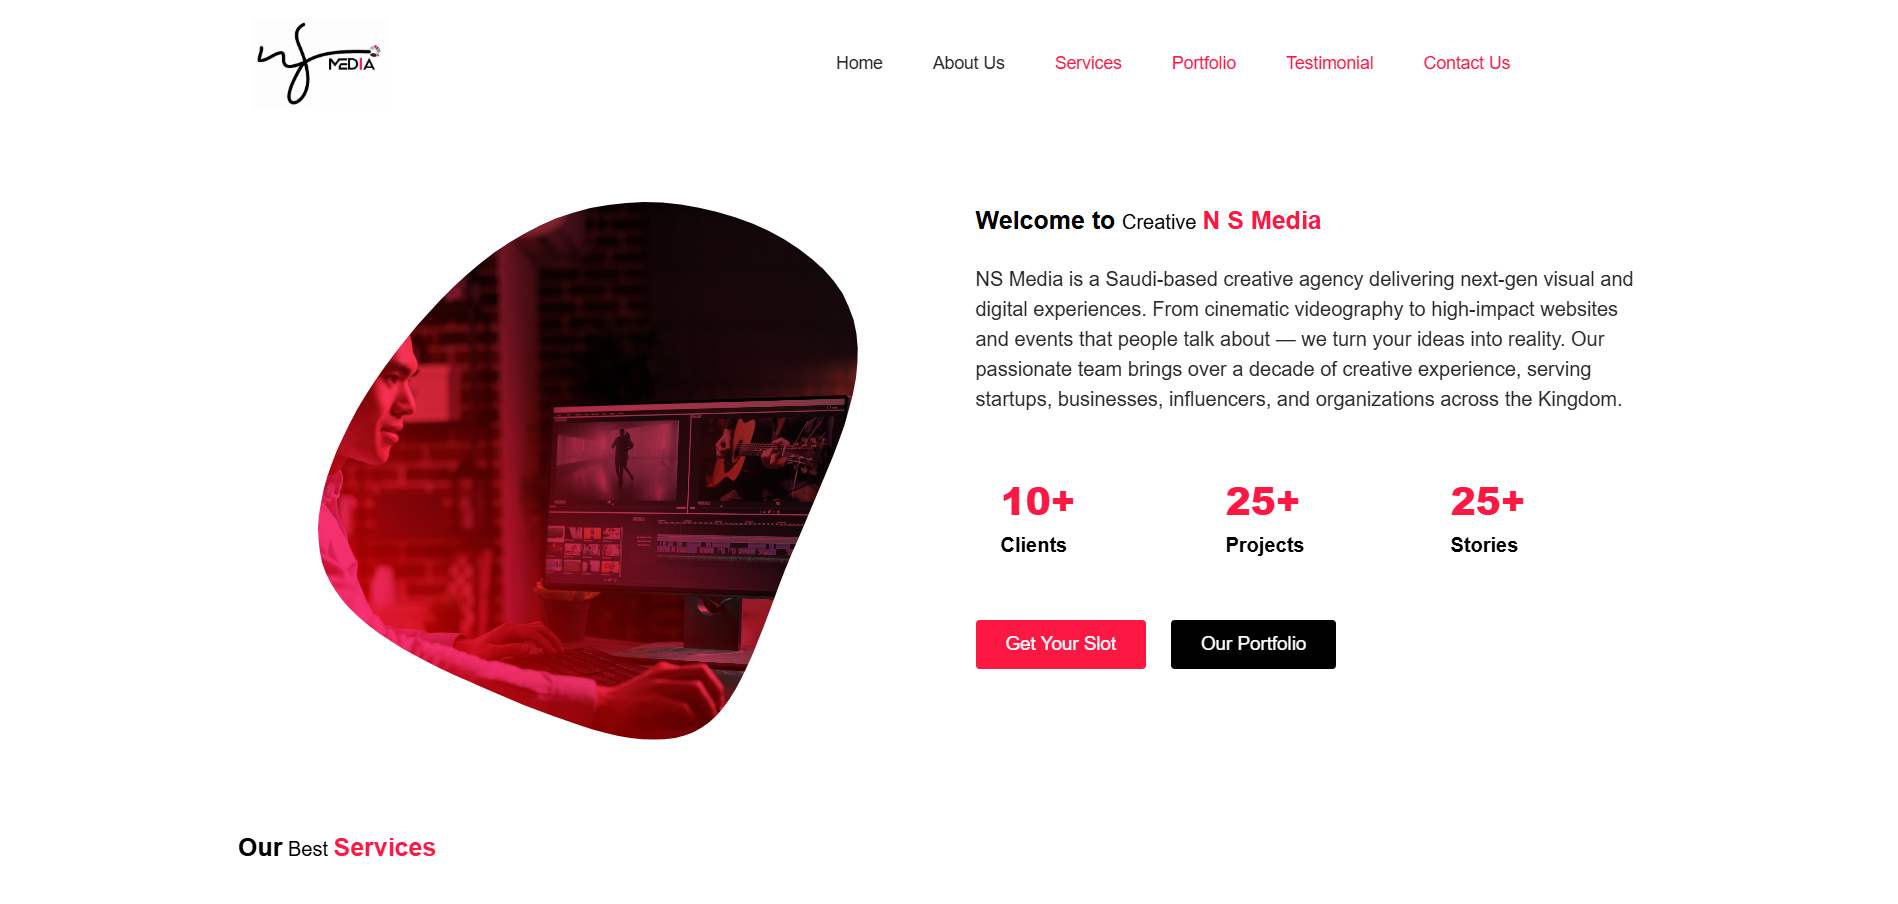 NS MEDIA
Home About Us Services Portfolio Testimonial Contact Us
Welcome to Creative N S Media
NS Media is a Saudi-based creative agency delivering next-gen visual and
digital experiences. From cinematic videography to high-impact websites
and events that people talk about — we turn your ideas into reality. Our
passionate team brings over a decade of creative experience, serving
startups, businesses, influencers, and organizations across the Kingdom.
10+ 25+ 25+
Clients Projects Stories
Get Your Slot Our Portfolio
Our Best Services